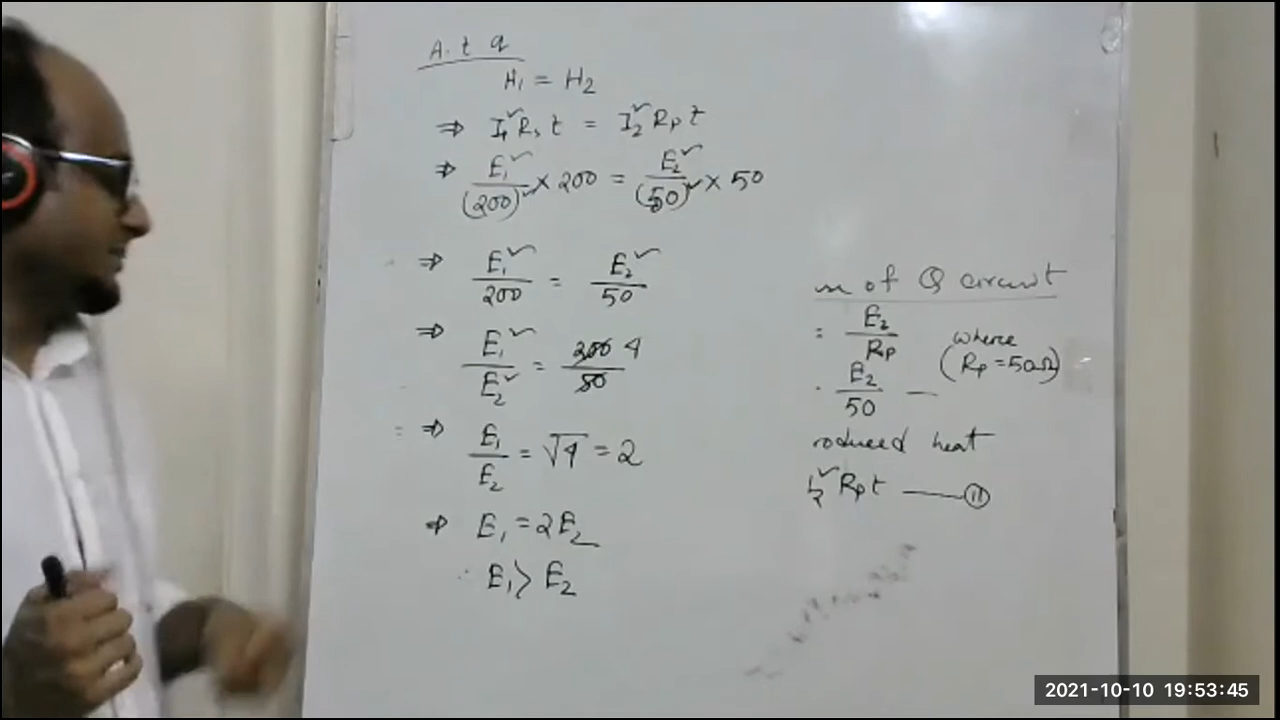 A. t q
H₁ = H₂
⇒ I₁² Rs t = I₂² Rp t
⇒ E₁²/(200)² × 200 = E₂²/(50)² × 50
⇒ E₁²/200 = E₂²/50
⇒ E₁²/E₂² = 200/50 4
⇒ E₁/E₂ = √4 = 2
⇒ E₁ = 2E₂
∴ E₁ > E₂
of Q circuit
= E₂/Rp where (Rp = 50Ω)
E₂/50 —
roduced heat
I₂² Rp t —— (11)
2021-10-10 19:53:45